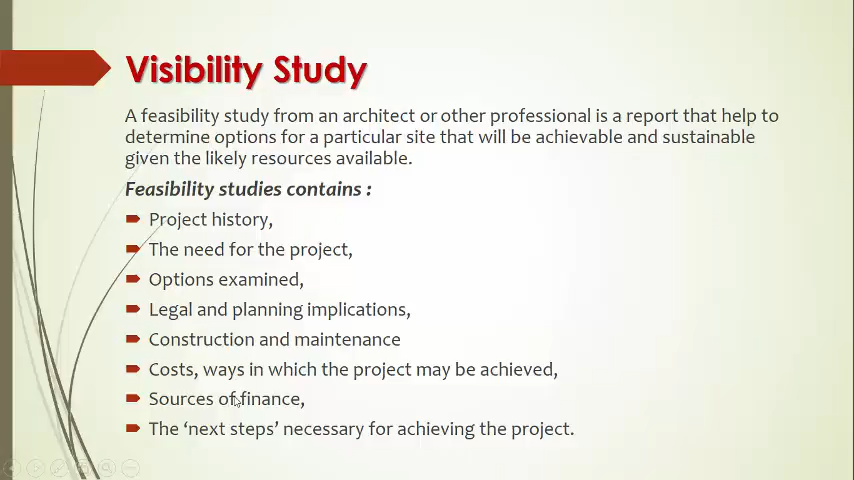 Visibility Study
A feasibility study from an architect or other professional is a report that help to
determine options for a particular site that will be achievable and sustainable
given the likely resources available.
Feasibility studies contains :
Project history,
The need for the project,
Options examined,
Legal and planning implications,
Construction and maintenance
Costs, ways in which the project may be achieved,
Sources of finance,
The ‘next steps’ necessary for achieving the project.